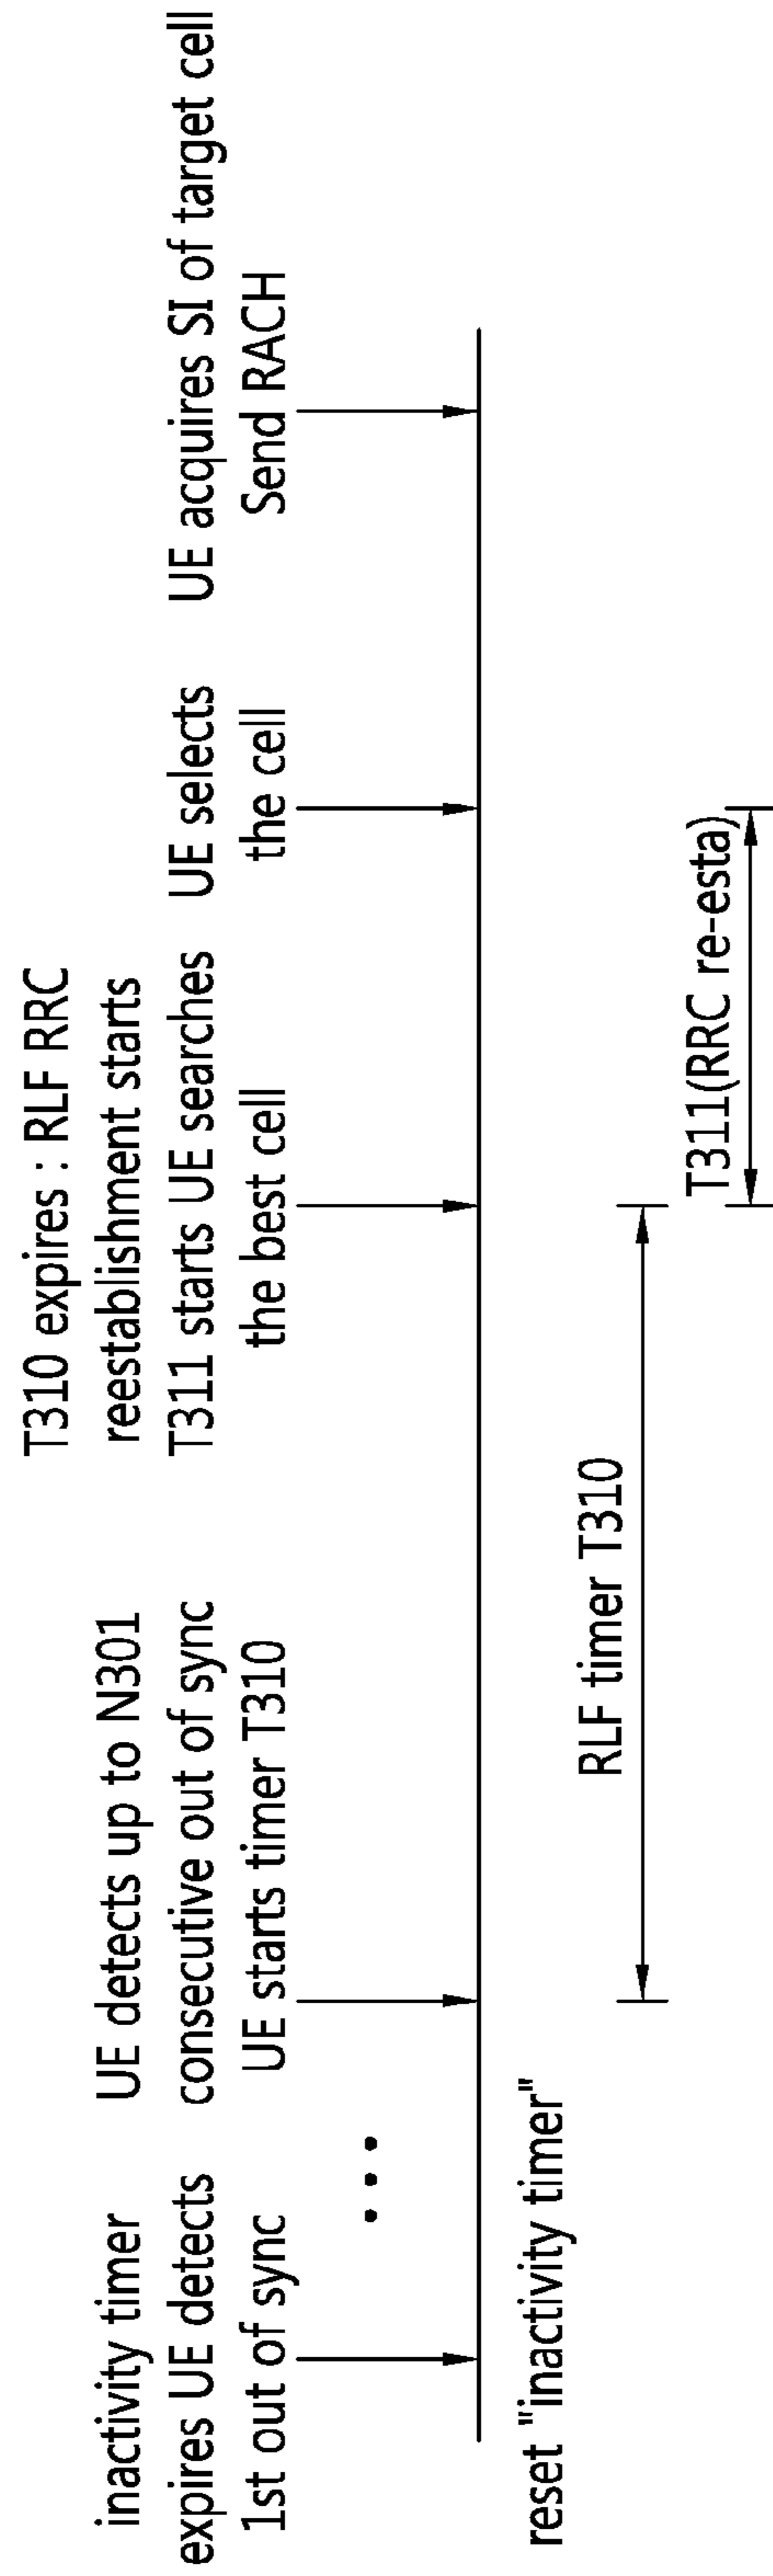 inactivity timer
expires UE detects
1st out of sync
UE detects up to N301
consecutive out of sync
UE starts timer T310
T310 expires : RLF RRC
reestablishment starts
T311 starts UE searches
the best cell
UE selects
the cell
UE acquires SI of target cell
Send RACH
reset "inactivity timer"
RLF timer T310
T311(RRC re-esta)